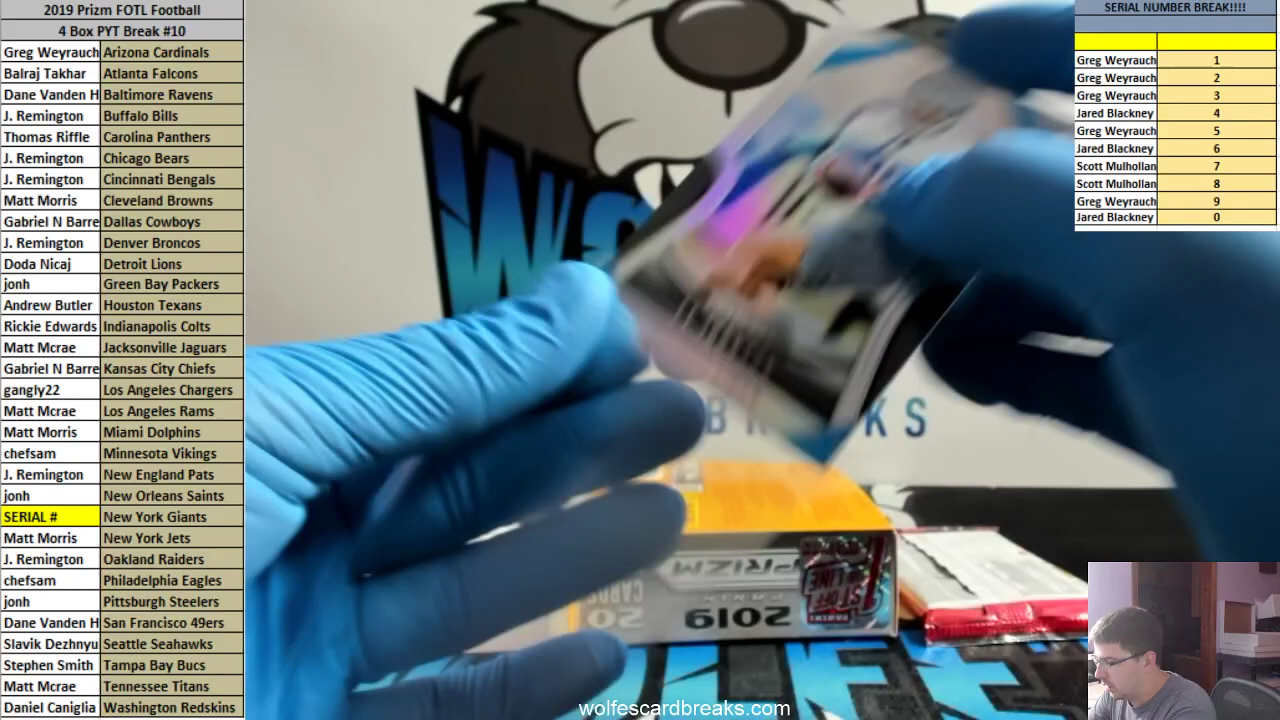 2019 Prizm FOTL Football
4 Box PYT Break #10
Greg Weyrauch Arizona Cardinals
Balraj Takhar Atlanta Falcons
Dane Vanden H Baltimore Ravens
J. Remington Buffalo Bills
Thomas Riffle Carolina Panthers
J. Remington Chicago Bears
J. Remington Cincinnati Bengals
Matt Morris Cleveland Browns
Gabriel N Barre Dallas Cowboys
J. Remington Denver Broncos
Doda Nicaj Detroit Lions
jonh Green Bay Packers
Andrew Butler Houston Texans
Rickie Edwards Indianapolis Colts
Matt Mcrae Jacksonville Jaguars
Gabriel N Barre Kansas City Chiefs
gangly22 Los Angeles Chargers
Matt Mcrae Los Angeles Rams
Matt Morris Miami Dolphins
chefsam Minnesota Vikings
J. Remington New England Pats
jonh New Orleans Saints
SERIAL # New York Giants
Matt Morris New York Jets
J. Remington Oakland Raiders
chefsam Philadelphia Eagles
jonh Pittsburgh Steelers
Dane Vanden H San Francisco 49ers
Slavik Dezhnyu Seattle Seahawks
Stephen Smith Tampa Bay Bucs
Matt Mcrae Tennessee Titans
Daniel Caniglia Washington Redskins
SERIAL NUMBER BREAK!!!!
Greg Weyrauch 1
Greg Weyrauch 2
Greg Weyrauch 3
Jared Blackney 4
Greg Weyrauch 5
Jared Blackney 6
Scott Mulhollan 7
Scott Mulhollan 8
Greg Weyrauch 9
Jared Blackney 0
PRIZM
2019
CARDS
20
1ST OFF THE LINE
wolfescardbreaks.com